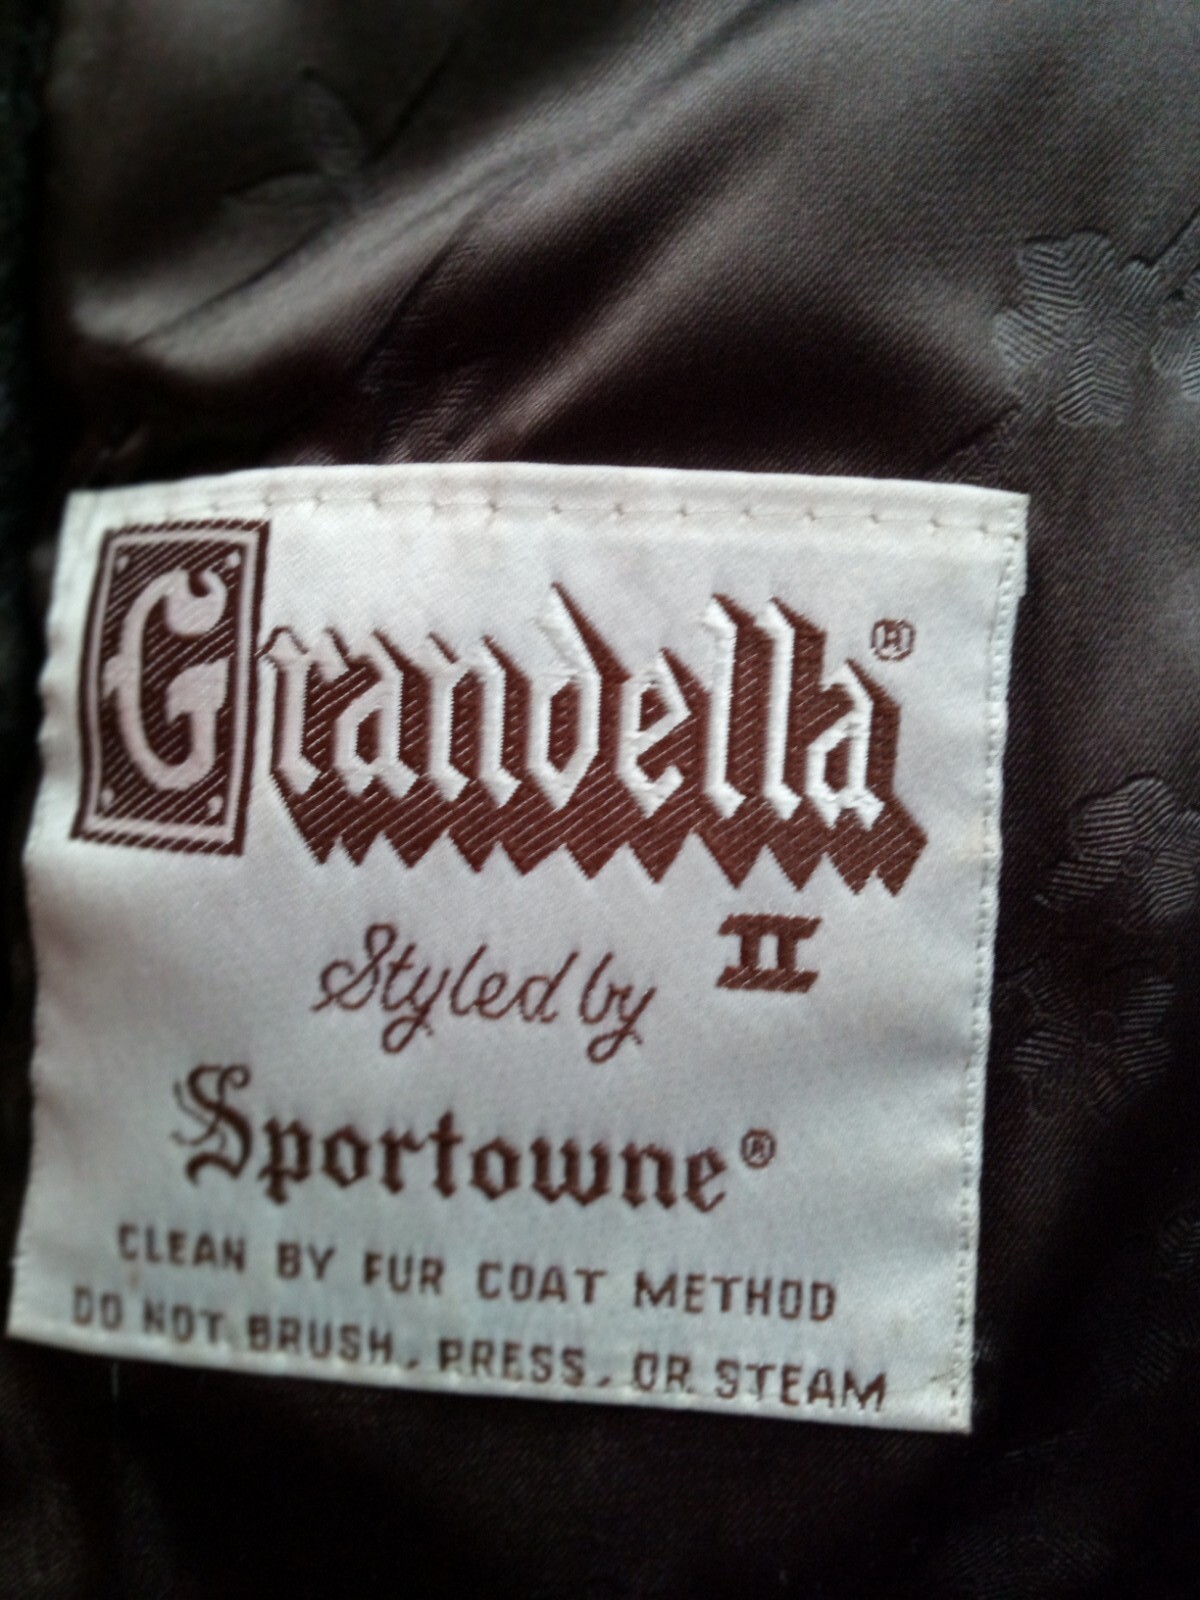 Grandella®
II
Styled by
Sportowne®
CLEAN BY FUR COAT METHOD
DO NOT BRUSH, PRESS, OR STEAM